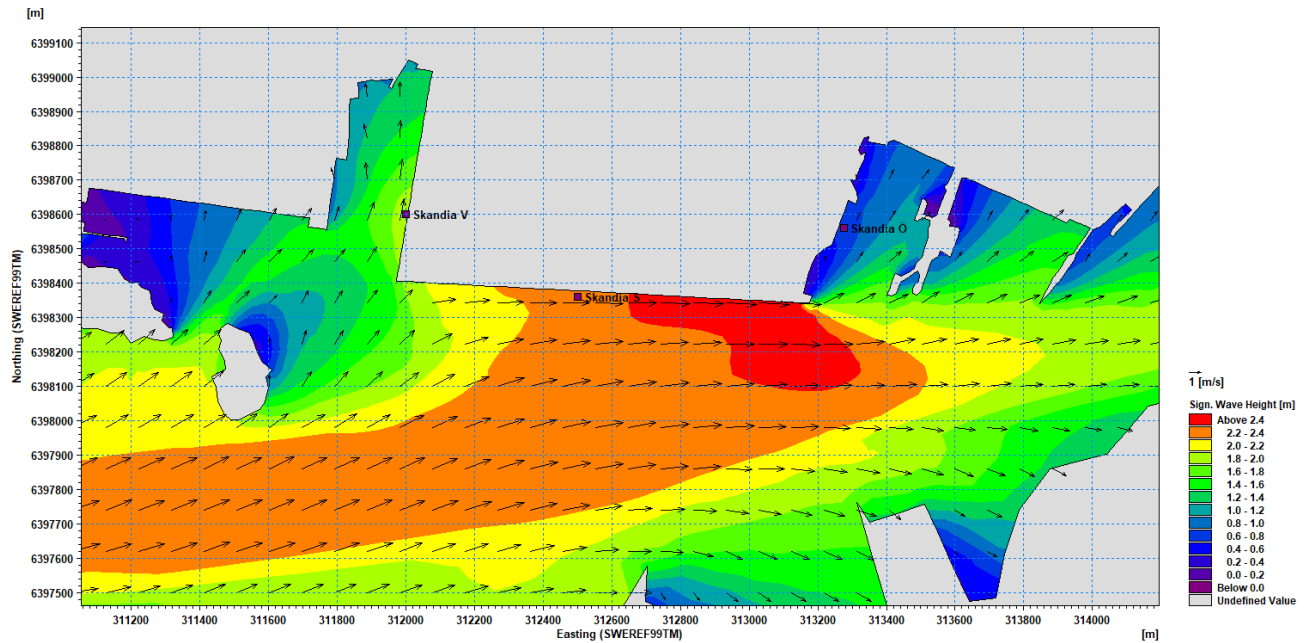 [m]
6399100
6399000
6398900
6398800
6398700
6398600
6398500
6398400
6398300
6398200
6398100
6398000
6397900
6397800
6397700
6397600
6397500
Northing (SWEREF99TM)
Skandia V
Skandia S
Skandia Ö
311200 311400 311600 311800 312000 312200 312400 312600 312800 313000 313200 313400 313600 313800 314000
Easting (SWEREF99TM) [m]
1 [m/s]
Sign. Wave Height [m]
Above 2.4
2.2 - 2.4
2.0 - 2.2
1.8 - 2.0
1.6 - 1.8
1.4 - 1.6
1.2 - 1.4
1.0 - 1.2
0.8 - 1.0
0.6 - 0.8
0.4 - 0.6
0.2 - 0.4
0.0 - 0.2
Below 0.0
Undefined Value